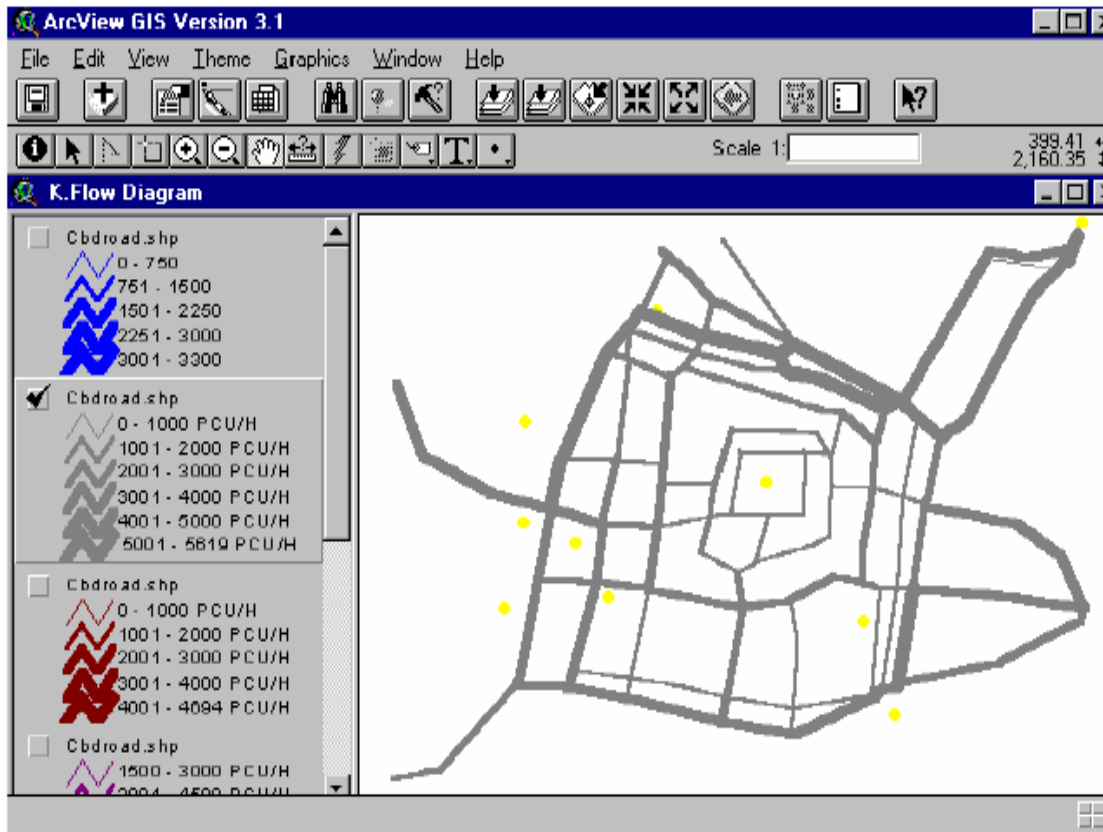 ArcView GIS Version 3.1
File Edit View Theme Graphics Window Help
Scale 1:
399.41
2,160.35
K.Flow Diagram
Cbdroad.shp
0 - 750
751 - 1500
1501 - 2250
2251 - 3000
3001 - 3300
Cbdroad.shp
0 - 1000 PCU/H
1001 - 2000 PCU/H
2001 - 3000 PCU/H
3001 - 4000 PCU/H
4001 - 5000 PCU/H
5001 - 5619 PCU/H
Cbdroad.shp
0 - 1000 PCU/H
1001 - 2000 PCU/H
2001 - 3000 PCU/H
3001 - 4000 PCU/H
4001 - 4694 PCU/H
Cbdroad.shp
1500 - 3000 PCU/H